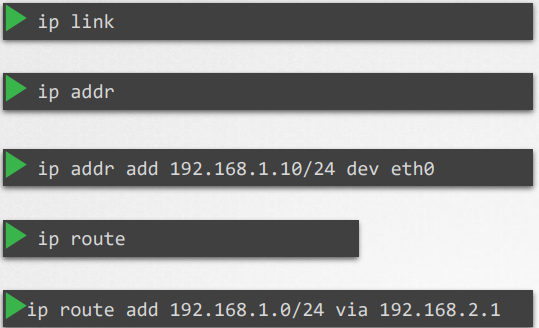 ip link
ip addr
ip addr add 192.168.1.10/24 dev eth0
ip route
ip route add 192.168.1.0/24 via 192.168.2.1